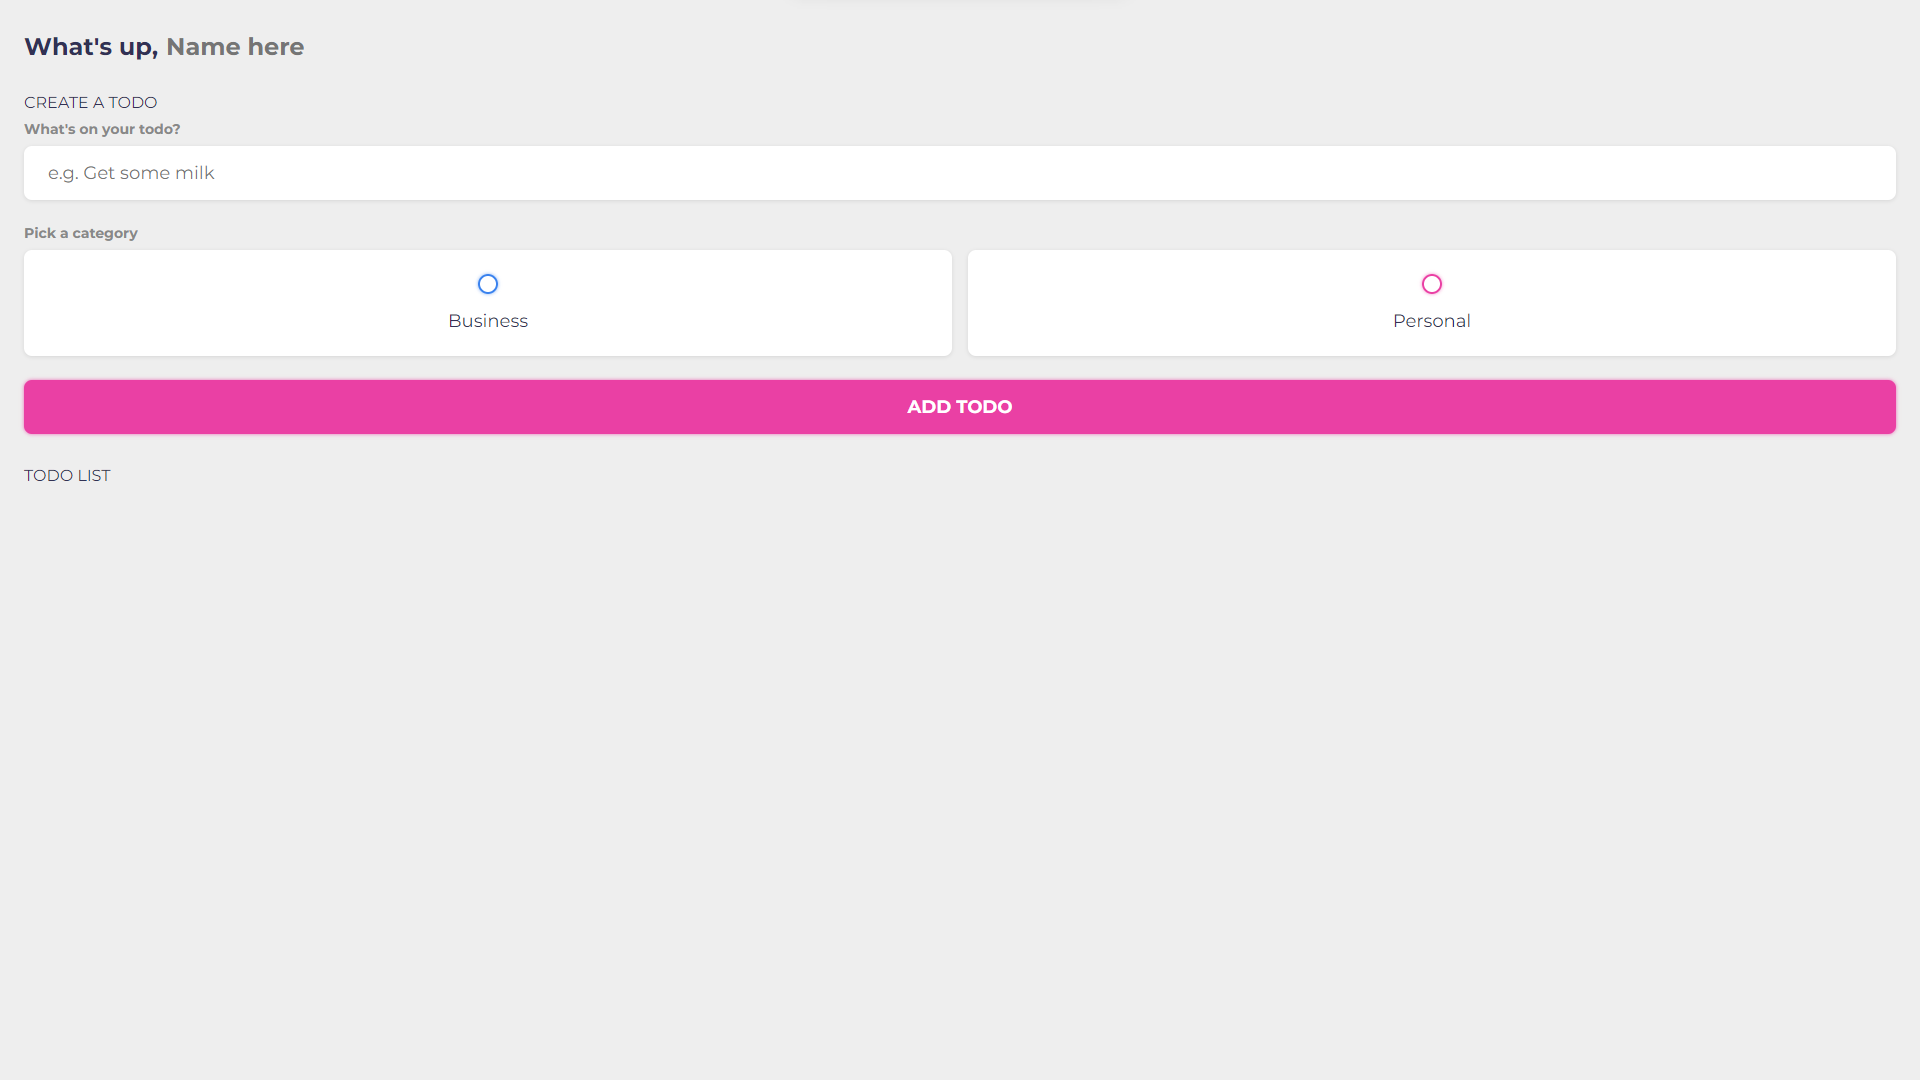 What's up, Name here
CREATE A TODO
What's on your todo?
e.g. Get some milk
Pick a category
Business
Personal
ADD TODO
TODO LIST